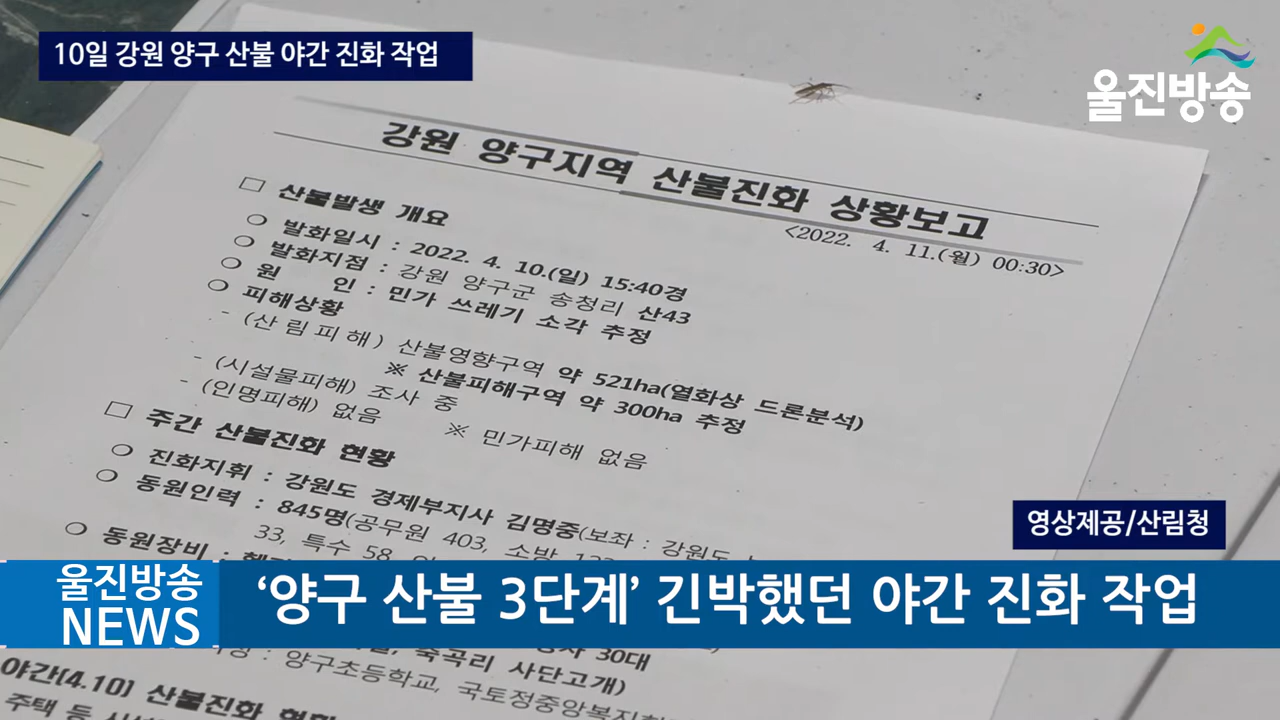 10일 강원 양구 산불 야간 진화 작업
울진방송
강원 양구지역 산불진화 상황보고
<2022. 4. 11.(월) 00:30>
□ 산불발생 개요
○ 발화일시 : 2022. 4. 10.(일) 15:40경
○ 발화지점 : 강원 양구군 송청리 산43
○ 원 인 : 민가 쓰레기 소각 추정
○ 피해상황
- (산림피해) 산불영향구역 약 521ha(열화상 드론분석)
※ 산불피해구역 약 300ha 추정
- (시설물피해) 조사 중
- (인명피해) 없음 ※ 민가피해 없음
□ 주간 산불진화 현황
○ 진화지휘 : 강원도 경제부지사 김명중(보좌 : 강원도
○ 동원인력 : 845명(공무원 403, 소방
33, 특수 58,
○ 동원장비 :
영상제공/산림청
울진방송
NEWS
‘양구 산불 3단계’ 긴박했던 야간 진화 작업
30대
죽곡리 사단고개)
: 양구초등학교,
야간(4.10) 산불진화 현황
주택 등